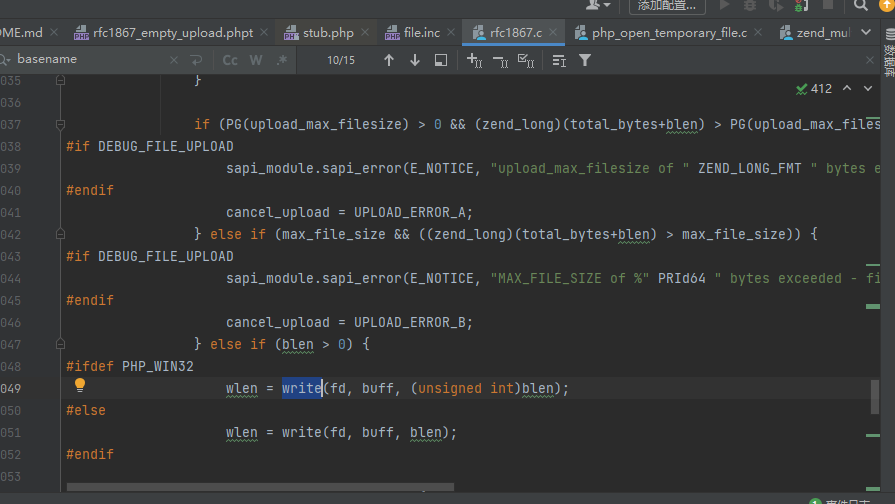 添加配置...
OME.md rfc1867_empty_upload.phpt stub.php file.inc rfc1867.c php_open_temporary_file.c zend_mul
basename Cc W .* 10/15
数据库
412
035 }
036
037 if (PG(upload_max_filesize) > 0 && (zend_long)(total_bytes+blen) > PG(upload_max_files
038 #if DEBUG_FILE_UPLOAD
039 sapi_module.sapi_error(E_NOTICE, "upload_max_filesize of " ZEND_LONG_FMT " bytes e
040 #endif
041 cancel_upload = UPLOAD_ERROR_A;
042 } else if (max_file_size && ((zend_long)(total_bytes+blen) > max_file_size)) {
043 #if DEBUG_FILE_UPLOAD
044 sapi_module.sapi_error(E_NOTICE, "MAX_FILE_SIZE of %" PRId64 " bytes exceeded - fi
045 #endif
046 cancel_upload = UPLOAD_ERROR_B;
047 } else if (blen > 0) {
048 #ifdef PHP_WIN32
049 wlen = write(fd, buff, (unsigned int)blen);
050 #else
051 wlen = write(fd, buff, blen);
052 #endif
053